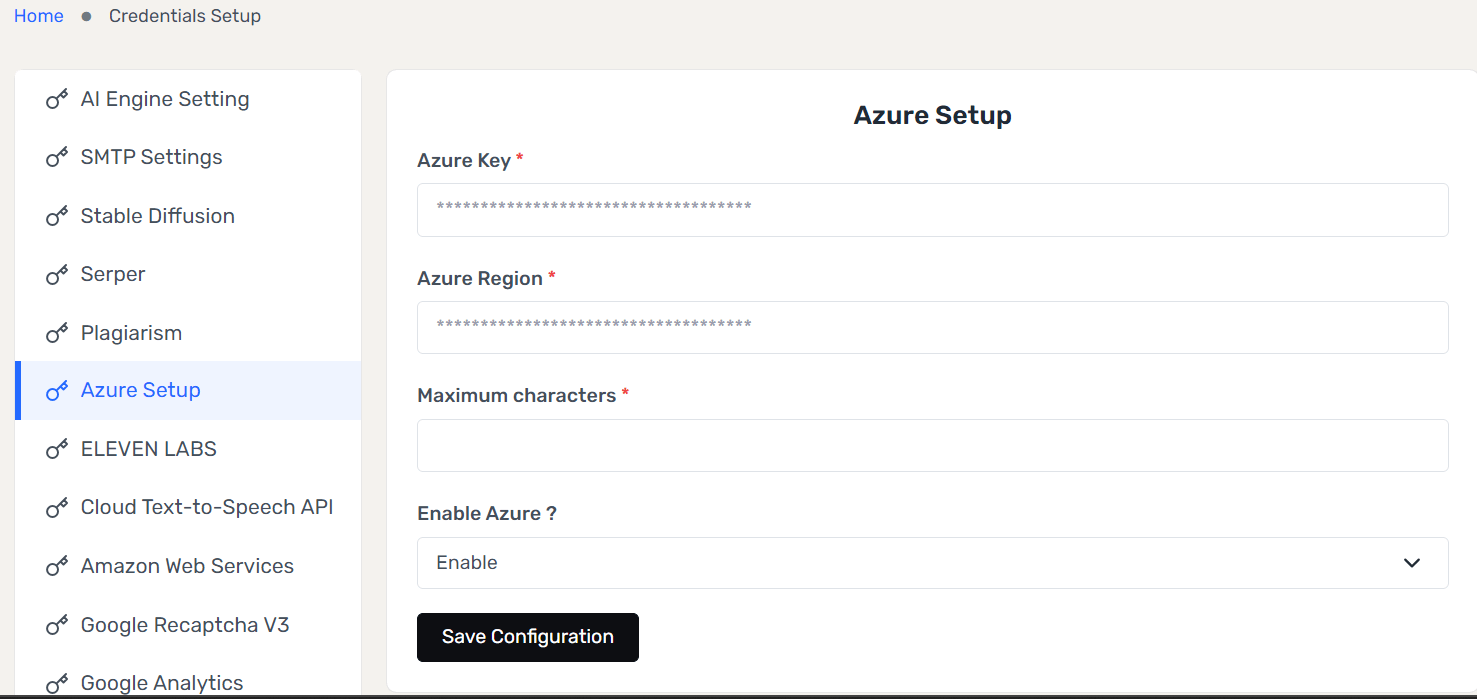 Home ● Credentials Setup
AI Engine Setting
SMTP Settings
Stable Diffusion
Serper
Plagiarism
Azure Setup
ELEVEN LABS
Cloud Text-to-Speech API
Amazon Web Services
Google Recaptcha V3
Google Analytics
Azure Setup
Azure Key *
************************************
Azure Region *
************************************
Maximum characters *
Enable Azure ?
Enable
Save Configuration